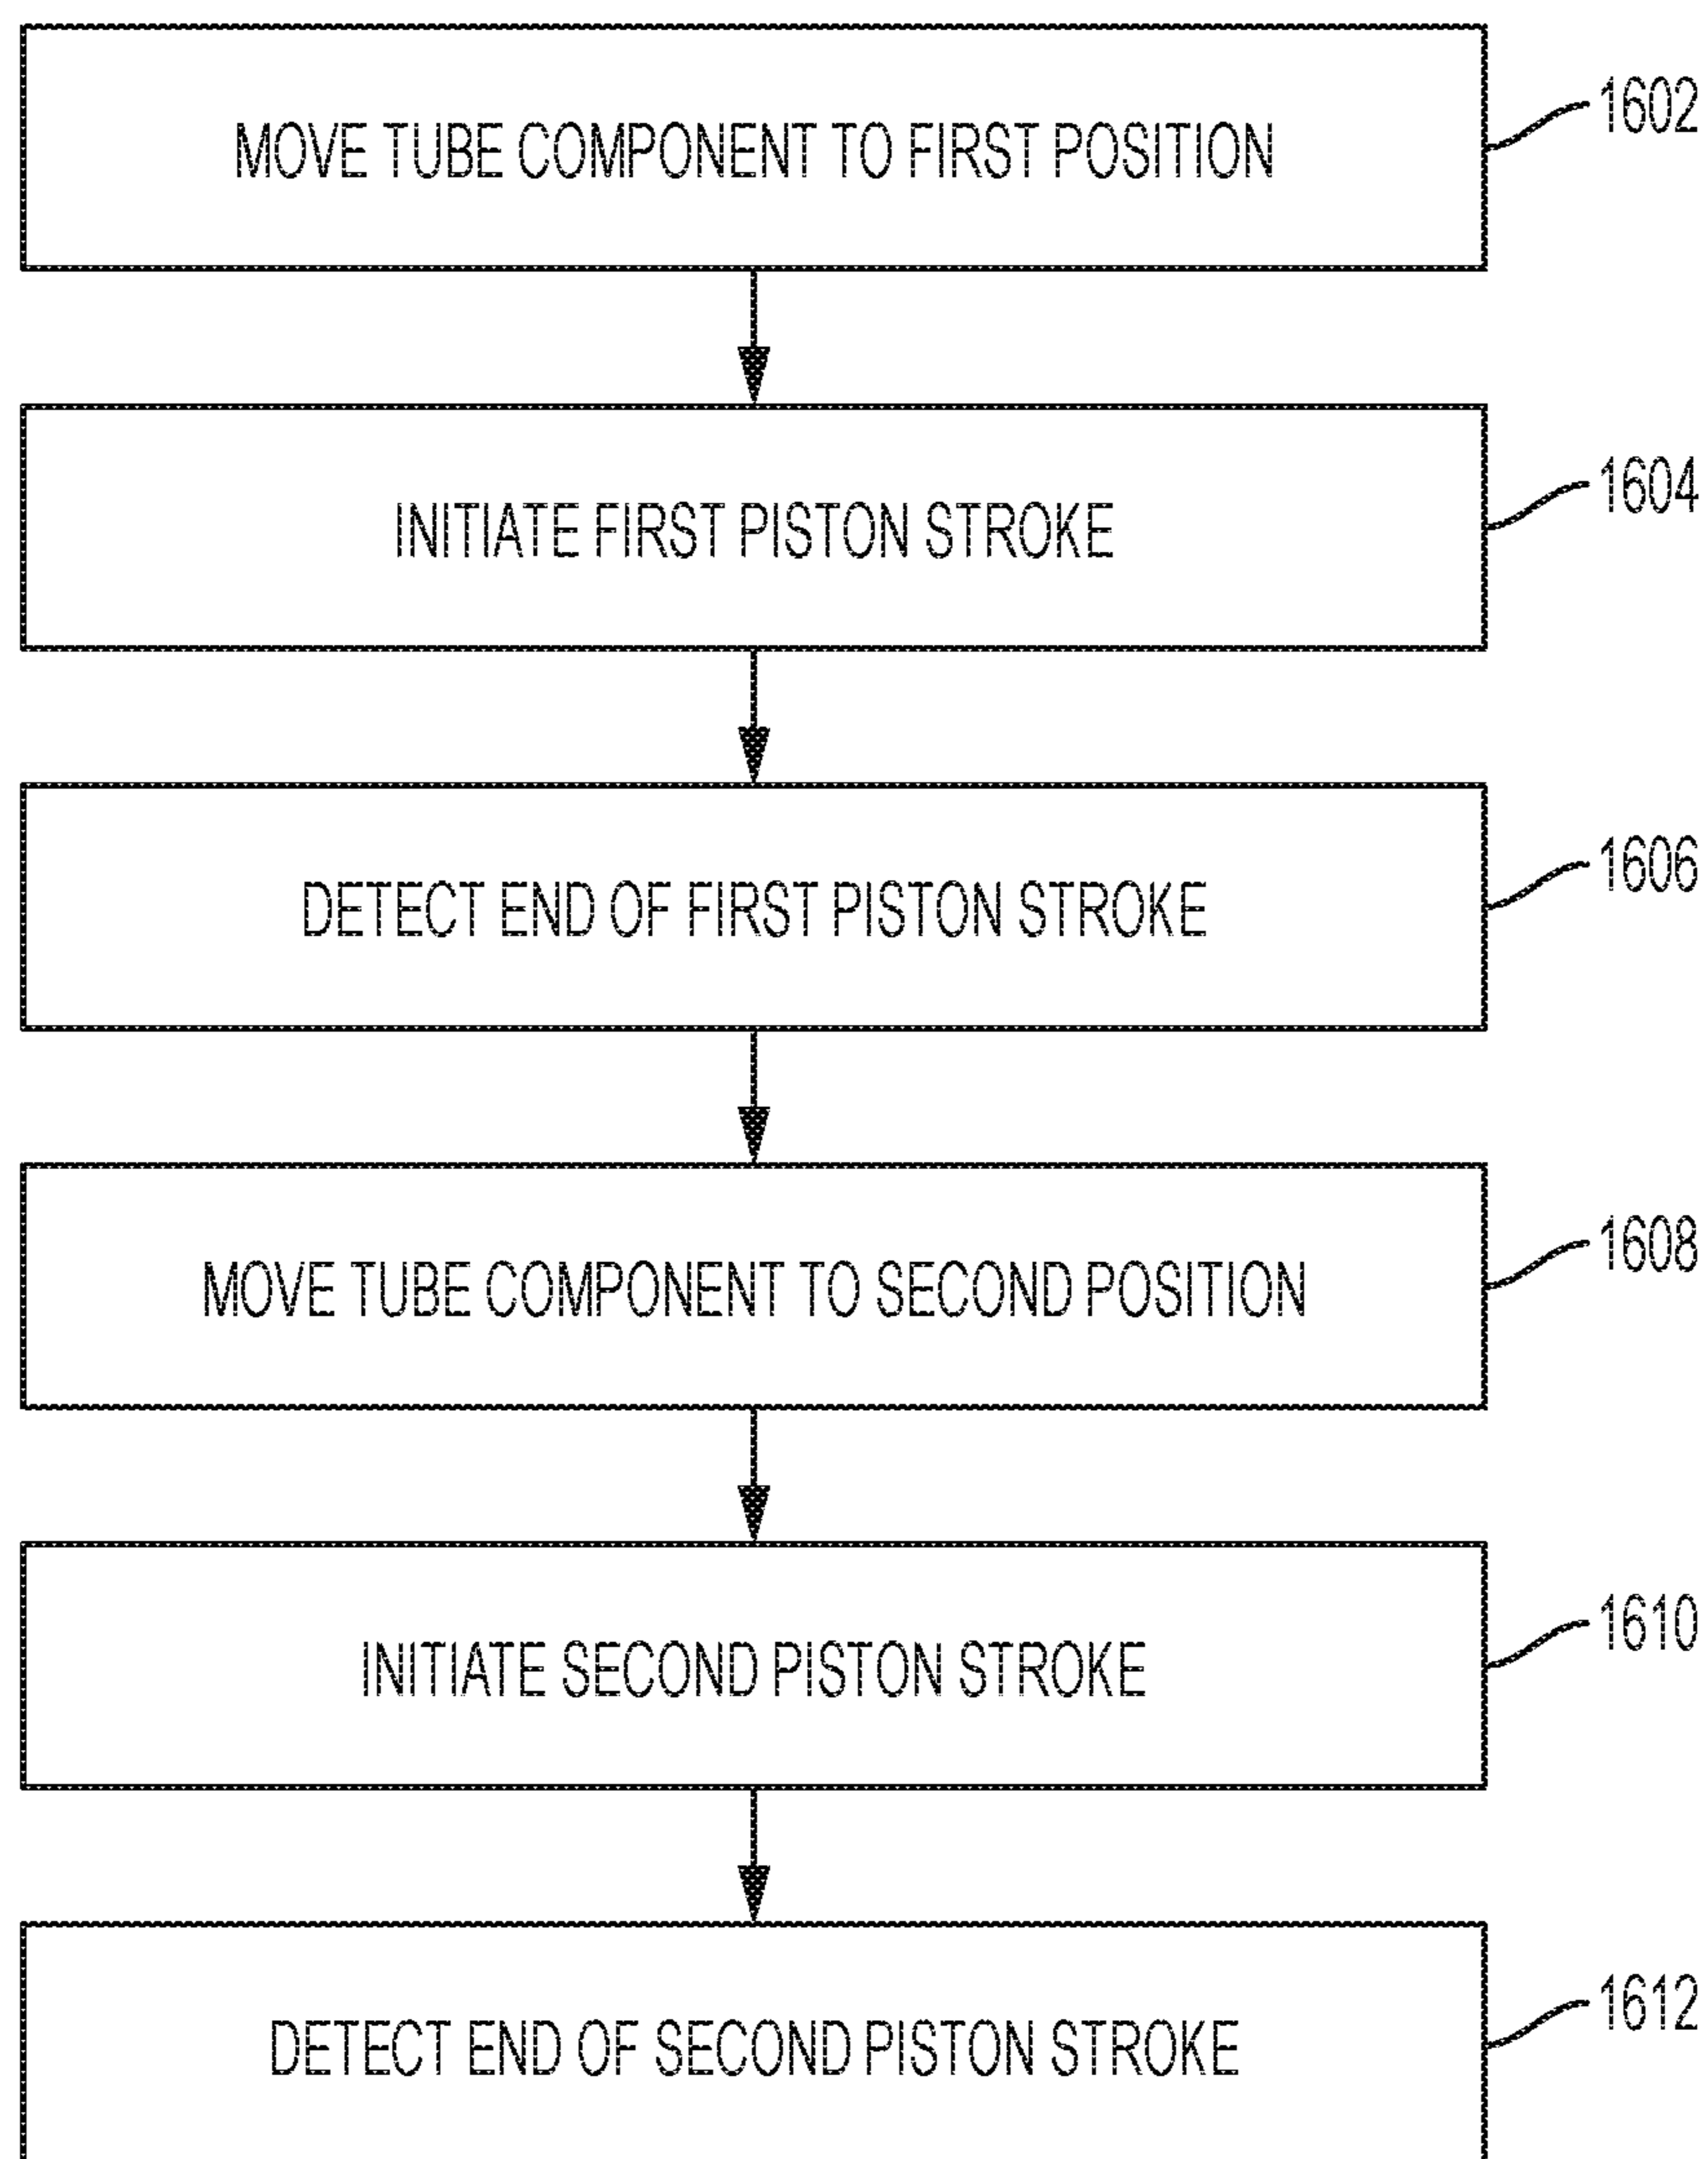 MOVE TUBE COMPONENT TO FIRST POSITION
1602
INITIATE FIRST PISTON STROKE
1604
DETECT END OF FIRST PISTON STROKE
1606
MOVE TUBE COMPONENT TO SECOND POSITION
1608
INITIATE SECOND PISTON STROKE
1610
DETECT END OF SECOND PISTON STROKE
1612